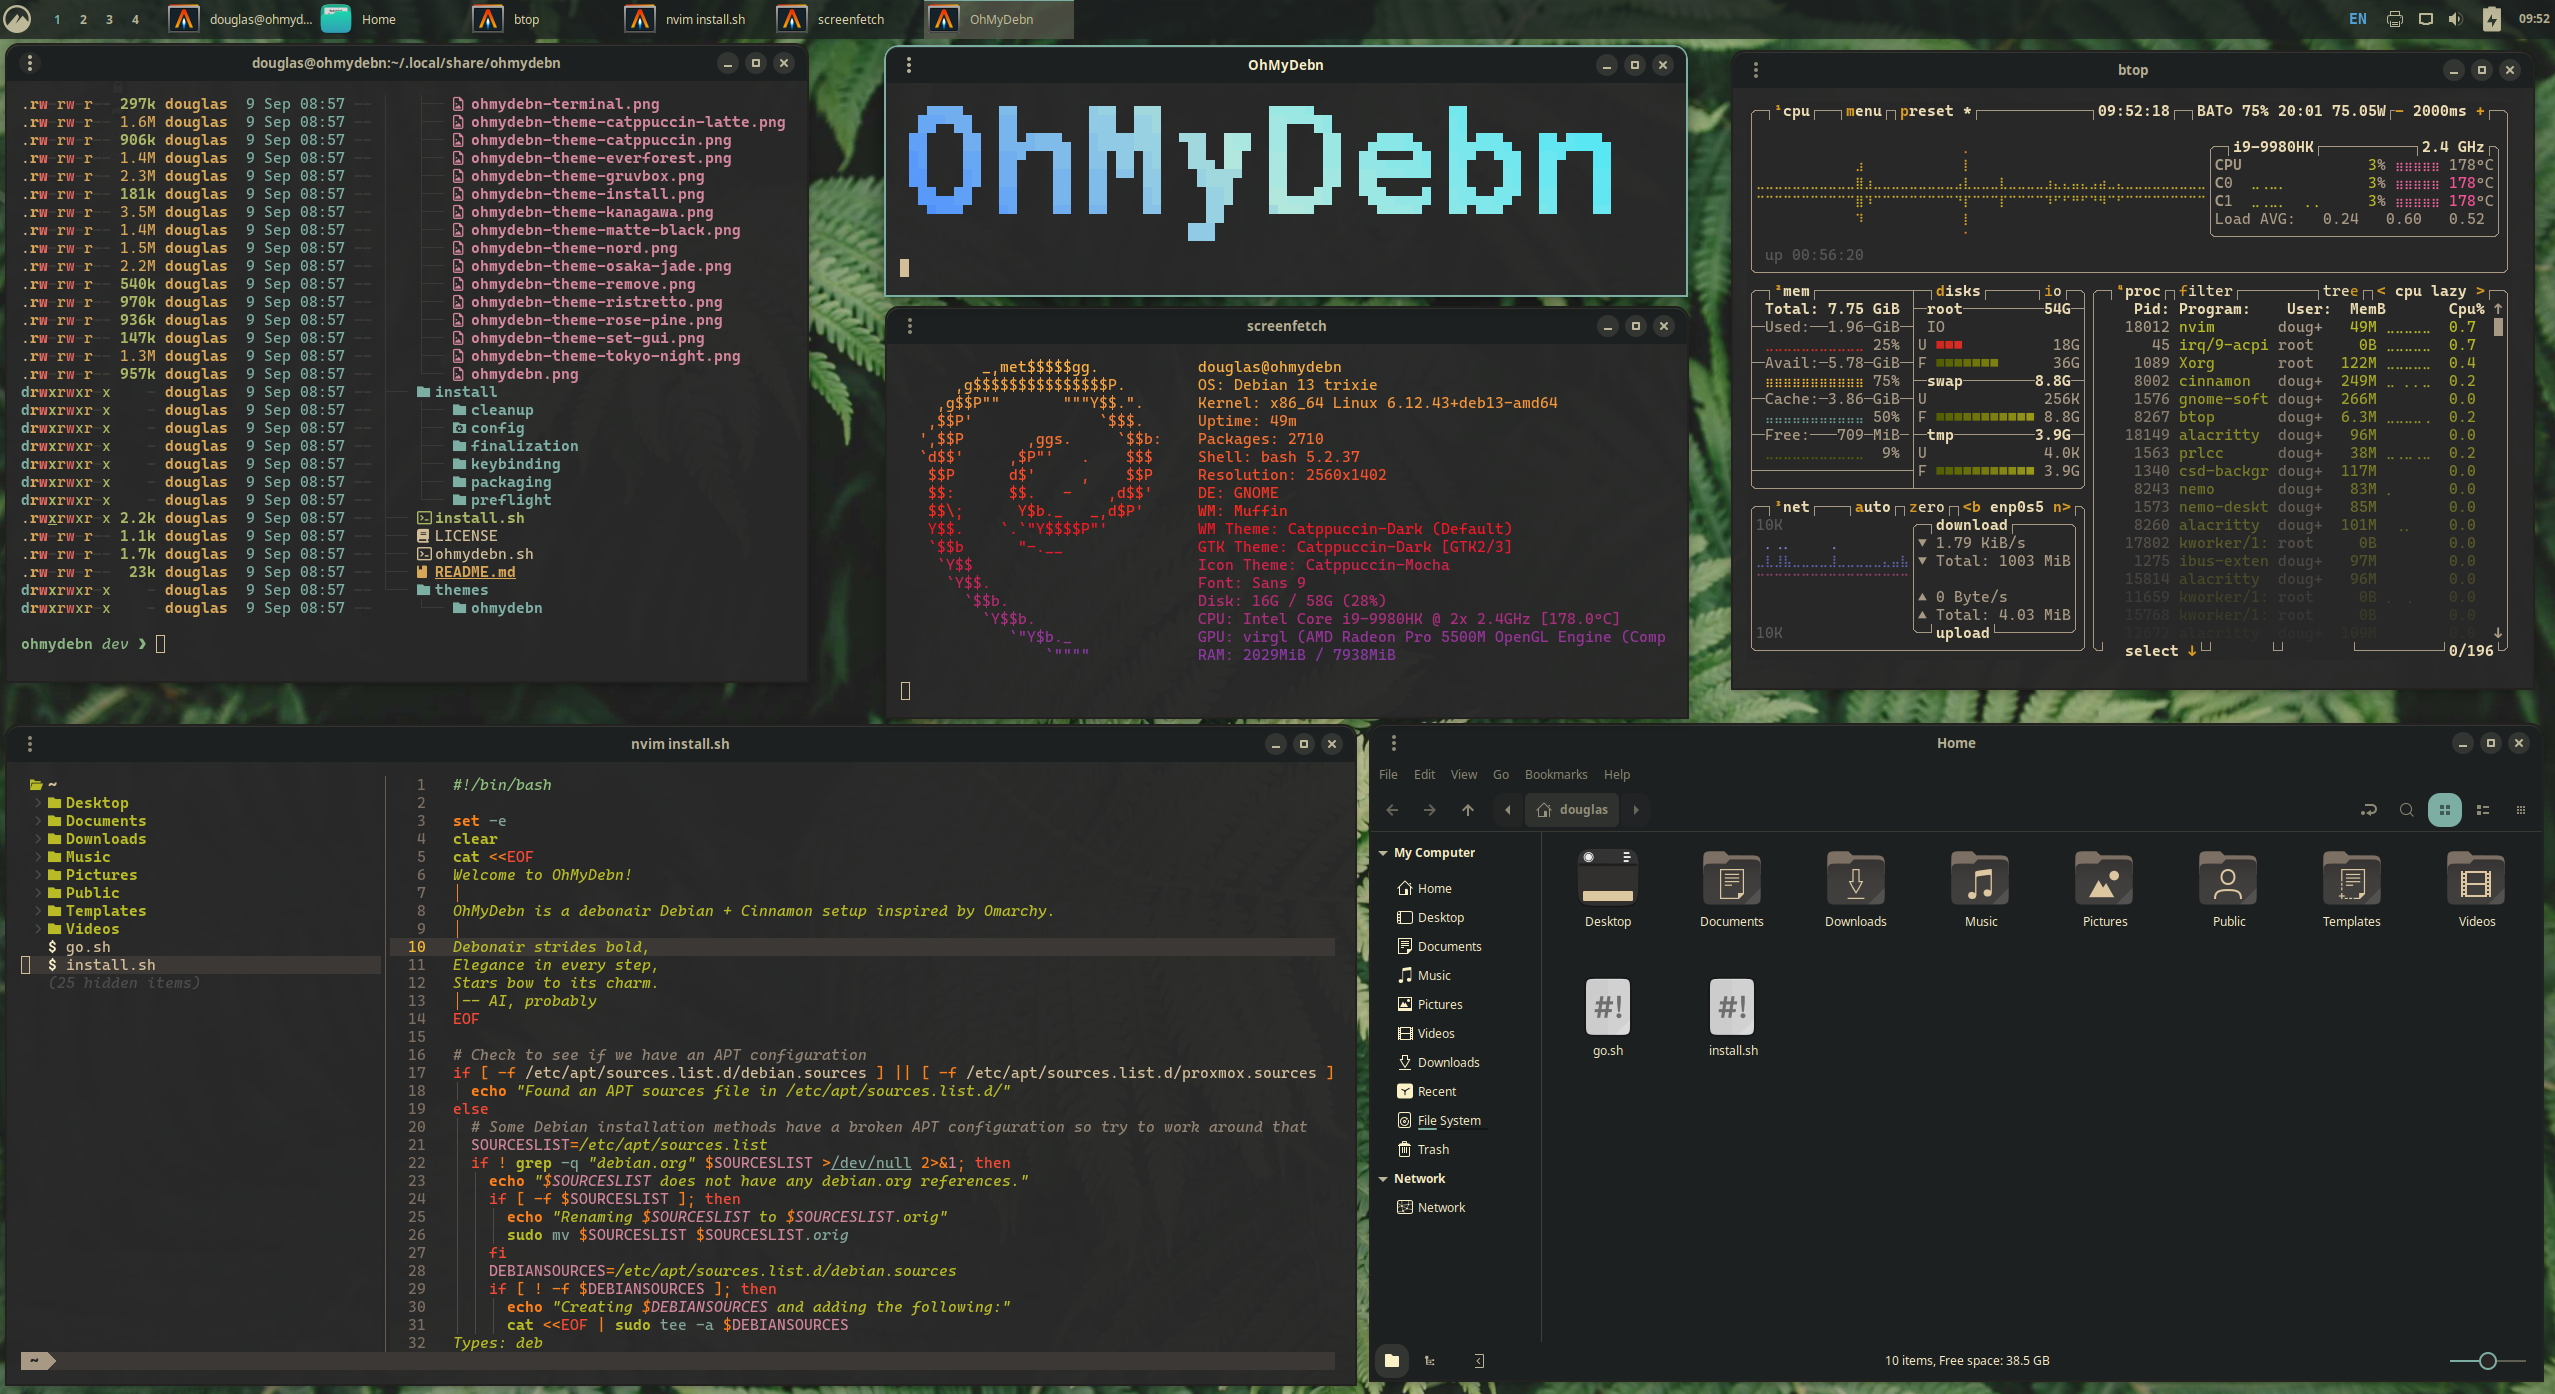 1 2 3 4 douglas@ohmyd... Home btop nvim install.sh screenfetch OhMyDebn EN 09:52
douglas@ohmydebn:~/.local/share/ohmydebn
.rw-rw-r-- 297k douglas 9 Sep 08:57 ohmydebn-terminal.png
.rw-rw-r-- 1.6M douglas 9 Sep 08:57 ohmydebn-theme-catppuccin-latte.png
.rw-rw-r-- 906k douglas 9 Sep 08:57 ohmydebn-theme-catppuccin.png
.rw-rw-r-- 1.4M douglas 9 Sep 08:57 ohmydebn-theme-everforest.png
.rw-rw-r-- 2.3M douglas 9 Sep 08:57 ohmydebn-theme-gruvbox.png
.rw-rw-r-- 181k douglas 9 Sep 08:57 ohmydebn-theme-install.png
.rw-rw-r-- 3.5M douglas 9 Sep 08:57 ohmydebn-theme-kanagawa.png
.rw-rw-r-- 1.4M douglas 9 Sep 08:57 ohmydebn-theme-matte-black.png
.rw-rw-r-- 1.5M douglas 9 Sep 08:57 ohmydebn-theme-nord.png
.rw-rw-r-- 2.2M douglas 9 Sep 08:57 ohmydebn-theme-osaka-jade.png
.rw-rw-r-- 540k douglas 9 Sep 08:57 ohmydebn-theme-remove.png
.rw-rw-r-- 970k douglas 9 Sep 08:57 ohmydebn-theme-ristretto.png
.rw-rw-r-- 936k douglas 9 Sep 08:57 ohmydebn-theme-rose-pine.png
.rw-rw-r-- 147k douglas 9 Sep 08:57 ohmydebn-theme-set-gui.png
.rw-rw-r-- 1.3M douglas 9 Sep 08:57 ohmydebn-theme-tokyo-night.png
.rw-rw-r-- 957k douglas 9 Sep 08:57 ohmydebn.png
drwxrwxr-x - douglas 9 Sep 08:57 install
drwxrwxr-x - douglas 9 Sep 08:57 cleanup
drwxrwxr-x - douglas 9 Sep 08:57 config
drwxrwxr-x - douglas 9 Sep 08:57 finalization
drwxrwxr-x - douglas 9 Sep 08:57 keybinding
drwxrwxr-x - douglas 9 Sep 08:57 packaging
drwxrwxr-x - douglas 9 Sep 08:57 preflight
.rwxrwxr-x 2.2k douglas 9 Sep 08:57 install.sh
.rw-rw-r-- 1.1k douglas 9 Sep 08:57 LICENSE
.rw-rw-r-- 1.7k douglas 9 Sep 08:57 ohmydebn.sh
.rw-rw-r-- 23k douglas 9 Sep 08:57 README.md
drwxrwxr-x - douglas 9 Sep 08:57 themes
drwxrwxr-x - douglas 9 Sep 08:57 ohmydebn
ohmydebn dev ❯
OhMyDebn
OhMyDebn
screenfetch
_,met$$$$$gg.
,g$$$$$$$$$$$$$$$P.
,g$$P"" """Y$$.".
,$$P' `$$$.
',$$P ,ggs. `$$b:
`d$$' ,$P"' . $$$
$$P d$' , $$P
$$: $$. - ,d$$'
$$\; Y$b._ _,d$P'
Y$$. `.`"Y$$$$P"'
`$$b "-.__
`Y$$
`Y$$.
`$$b.
`Y$$b.
`"Y$b._
`""""
douglas@ohmydebn
OS: Debian 13 trixie
Kernel: x86_64 Linux 6.12.43+deb13-amd64
Uptime: 49m
Packages: 2710
Shell: bash 5.2.37
Resolution: 2560x1402
DE: GNOME
WM: Muffin
WM Theme: Catppuccin-Dark (Default)
GTK Theme: Catppuccin-Dark [GTK2/3]
Icon Theme: Catppuccin-Mocha
Font: Sans 9
Disk: 16G / 58G (28%)
CPU: Intel Core i9-9980HK @ 2x 2.4GHz [178.0°C]
GPU: virgl (AMD Radeon Pro 5500M OpenGL Engine (Comp
RAM: 2029MiB / 7938MiB
btop
¹cpu menu preset * 09:52:18 BAT○ 75% 20:01 75.05W - 2000ms +
i9-9980HK 2.4 GHz
CPU 3% 178°C
C0 3% 178°C
C1 3% 178°C
Load AVG: 0.24 0.60 0.52
up 00:56:20
²mem
Total: 7.75 GiB
Used: 1.96 GiB
25%
Avail: 5.78 GiB
75%
Cache: 3.86 GiB
50%
Free: 709 MiB
9%
disks io
root 54G
IO
U 18G
F 36G
swap 8.8G
U 256K
F 8.8G
tmp 3.9G
U 4.0K
F 3.9G
³net auto zero <b enp0s5 n>
10K
download
▼ 1.79 KiB/s
▼ Total: 1003 MiB
▲ 0 Byte/s
▲ Total: 4.03 MiB
10K
upload
⁴proc filter tree < cpu lazy >
Pid: Program: User: MemB Cpu% ↑
18012 nvim doug+ 49M 0.7
45 irq/9-acpi root 0B 0.7
1089 Xorg root 122M 0.4
8002 cinnamon doug+ 249M 0.2
1576 gnome-soft doug+ 266M 0.0
8267 btop doug+ 6.3M 0.2
18149 alacritty doug+ 96M 0.0
1563 prlcc doug+ 38M 0.2
1340 csd-backgr doug+ 117M 0.0
8243 nemo doug+ 83M 0.0
1573 nemo-deskt doug+ 85M 0.0
8260 alacritty doug+ 101M 0.0
17802 kworker/1: root 0B 0.0
1275 ibus-exten doug+ 97M 0.0
15814 alacritty doug+ 96M 0.0
11659 kworker/0: root 0B 0.0
15768 kworker/1: root 0B 0.0
12672 alacritty doug+ 109M 0.0 ↓
select ↓ 0/196
nvim install.sh
~
Desktop
Documents
Downloads
Music
Pictures
Public
Templates
Videos
$ go.sh
$ install.sh
(25 hidden items)
1 #!/bin/bash
2
3 set -e
4 clear
5 cat <<EOF
6 Welcome to OhMyDebn!
7
8 OhMyDebn is a debonair Debian + Cinnamon setup inspired by Omarchy.
9
10 Debonair strides bold,
11 Elegance in every step,
12 Stars bow to its charm.
13 -- AI, probably
14 EOF
15
16 # Check to see if we have an APT configuration
17 if [ -f /etc/apt/sources.list.d/debian.sources ] || [ -f /etc/apt/sources.list.d/proxmox.sources ]
18 echo "Found an APT sources file in /etc/apt/sources.list.d/"
19 else
20 # Some Debian installation methods have a broken APT configuration so try to work around that
21 SOURCESLIST=/etc/apt/sources.list
22 if ! grep -q "debian.org" $SOURCESLIST >/dev/null 2>&1; then
23 echo "$SOURCESLIST does not have any debian.org references."
24 if [ -f $SOURCESLIST ]; then
25 echo "Renaming $SOURCESLIST to $SOURCESLIST.orig"
26 sudo mv $SOURCESLIST $SOURCESLIST.orig
27 fi
28 DEBIANSOURCES=/etc/apt/sources.list.d/debian.sources
29 if [ ! -f $DEBIANSOURCES ]; then
30 echo "Creating $DEBIANSOURCES and adding the following:"
31 cat <<EOF | sudo tee -a $DEBIANSOURCES
32 Types: deb
~
Home
File Edit View Go Bookmarks Help
douglas
My Computer
Home
Desktop
Documents
Music
Pictures
Videos
Downloads
Recent
File System
Trash
Network
Network
Desktop Documents Downloads Music Pictures Public Templates Videos
#! #!
go.sh install.sh
10 items, Free space: 38.5 GB